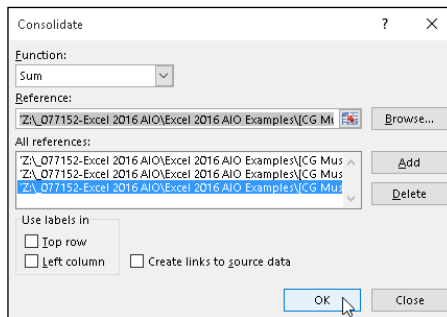 Consolidate ? X
Function:
Sum
Reference:
'Z:\_077152-Excel 2016 AIO\Excel 2016 AIO Examples\[CG Mu Browse...
All references:
'Z:\_077152-Excel 2016 AIO\Excel 2016 AIO Examples\[CG Mus Add
'Z:\_077152-Excel 2016 AIO\Excel 2016 AIO Examples\[CG Mus
'Z:\_077152-Excel 2016 AIO\Excel 2016 AIO Examples\[CG Mus Delete
Use labels in
Top row
Left column Create links to source data
OK Close